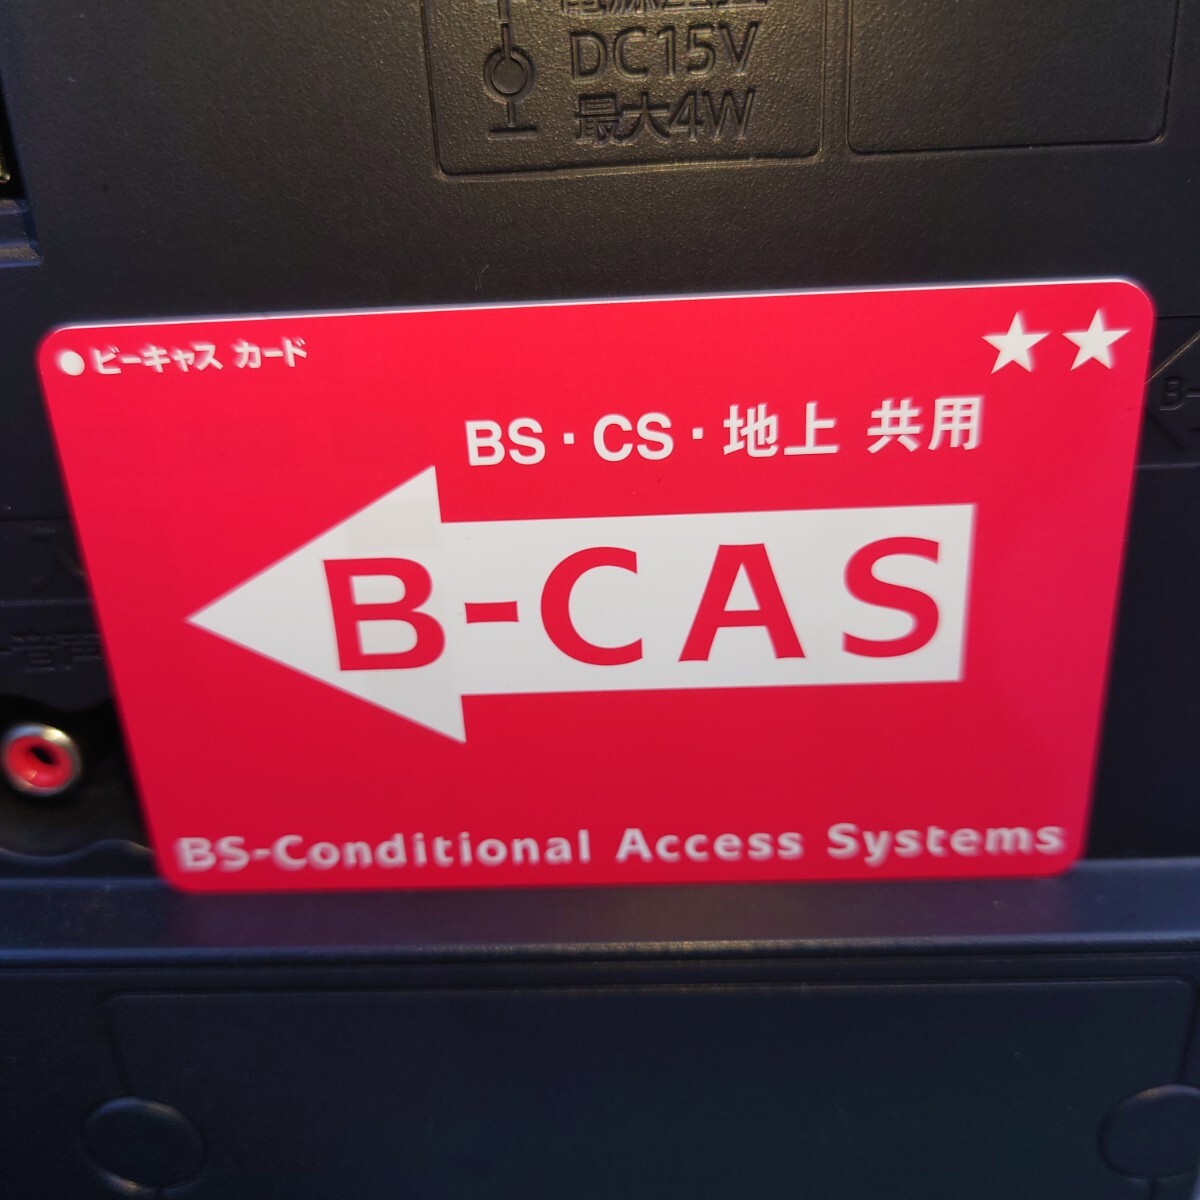 DC15V
最大4W
●ビーキャス カード
★★
BS・CS・地上 共用
B-CAS
BS-Conditional Access Systems